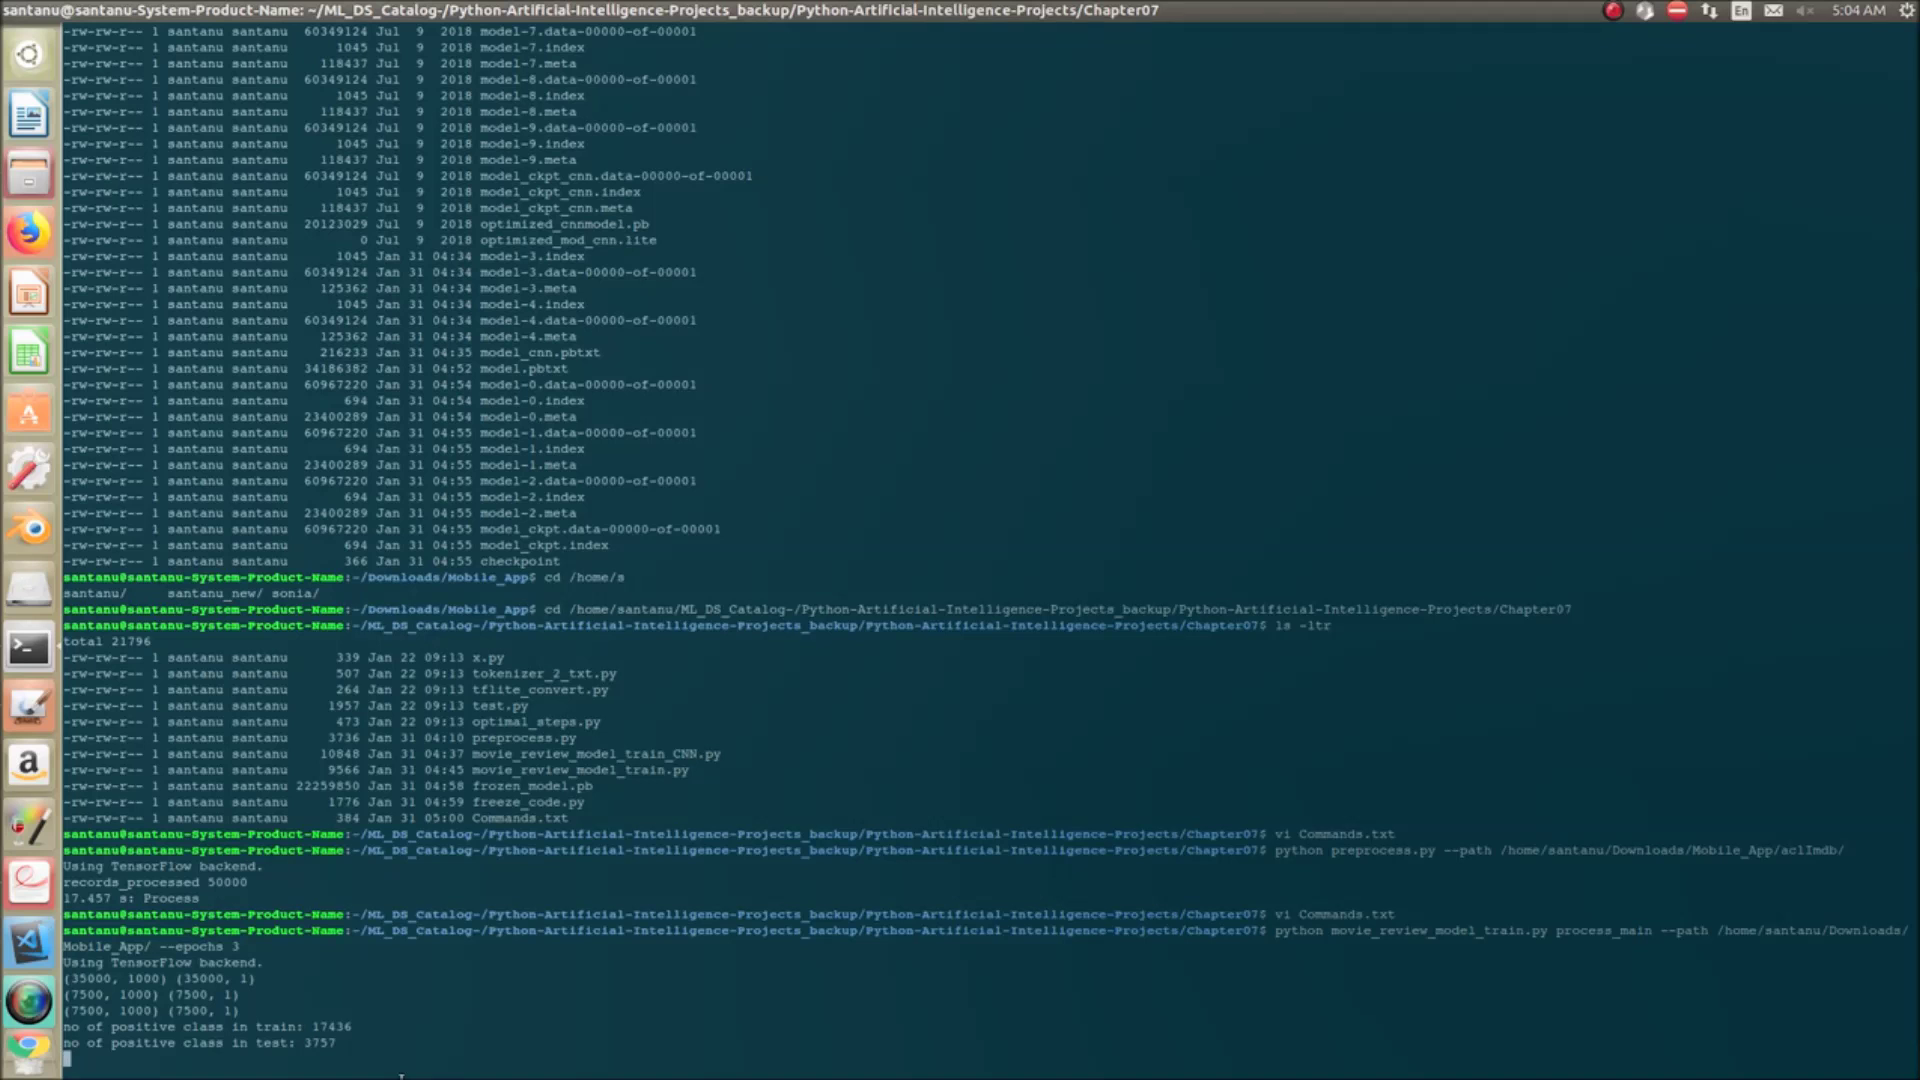 santanu@santanu-System-Product-Name: ~/ML_DS_Catalog-/Python-Artificial-Intelligence-Projects_backup/Python-Artificial-Intelligence-Projects/Chapter07
En
5:04 AM
-rw-rw-r-- 1 santanu santanu  60349124 Jul  9  2018 model-7.data-00000-of-00001
-rw-rw-r-- 1 santanu santanu      1045 Jul  9  2018 model-7.index
-rw-rw-r-- 1 santanu santanu    118437 Jul  9  2018 model-7.meta
-rw-rw-r-- 1 santanu santanu  60349124 Jul  9  2018 model-8.data-00000-of-00001
-rw-rw-r-- 1 santanu santanu      1045 Jul  9  2018 model-8.index
-rw-rw-r-- 1 santanu santanu    118437 Jul  9  2018 model-8.meta
-rw-rw-r-- 1 santanu santanu  60349124 Jul  9  2018 model-9.data-00000-of-00001
-rw-rw-r-- 1 santanu santanu      1045 Jul  9  2018 model-9.index
-rw-rw-r-- 1 santanu santanu    118437 Jul  9  2018 model-9.meta
-rw-rw-r-- 1 santanu santanu  60349124 Jul  9  2018 model_ckpt_cnn.data-00000-of-00001
-rw-rw-r-- 1 santanu santanu      1045 Jul  9  2018 model_ckpt_cnn.index
-rw-rw-r-- 1 santanu santanu    118437 Jul  9  2018 model_ckpt_cnn.meta
-rw-rw-r-- 1 santanu santanu  20123029 Jul  9  2018 optimized_cnnmodel.pb
-rw-rw-r-- 1 santanu santanu         0 Jul  9  2018 optimized_mod_cnn.lite
-rw-rw-r-- 1 santanu santanu      1045 Jan 31 04:34 model-3.index
-rw-rw-r-- 1 santanu santanu  60349124 Jan 31 04:34 model-3.data-00000-of-00001
-rw-rw-r-- 1 santanu santanu    125362 Jan 31 04:34 model-3.meta
-rw-rw-r-- 1 santanu santanu      1045 Jan 31 04:34 model-4.index
-rw-rw-r-- 1 santanu santanu  60349124 Jan 31 04:34 model-4.data-00000-of-00001
-rw-rw-r-- 1 santanu santanu    125362 Jan 31 04:34 model-4.meta
-rw-rw-r-- 1 santanu santanu    216233 Jan 31 04:35 model_cnn.pbtxt
-rw-rw-r-- 1 santanu santanu  34186382 Jan 31 04:52 model.pbtxt
-rw-rw-r-- 1 santanu santanu  60967220 Jan 31 04:54 model-0.data-00000-of-00001
-rw-rw-r-- 1 santanu santanu       694 Jan 31 04:54 model-0.index
-rw-rw-r-- 1 santanu santanu  23400289 Jan 31 04:54 model-0.meta
-rw-rw-r-- 1 santanu santanu  60967220 Jan 31 04:55 model-1.data-00000-of-00001
-rw-rw-r-- 1 santanu santanu       694 Jan 31 04:55 model-1.index
-rw-rw-r-- 1 santanu santanu  23400289 Jan 31 04:55 model-1.meta
-rw-rw-r-- 1 santanu santanu  60967220 Jan 31 04:55 model-2.data-00000-of-00001
-rw-rw-r-- 1 santanu santanu       694 Jan 31 04:55 model-2.index
-rw-rw-r-- 1 santanu santanu  23400289 Jan 31 04:55 model-2.meta
-rw-rw-r-- 1 santanu santanu  60967220 Jan 31 04:55 model_ckpt.data-00000-of-00001
-rw-rw-r-- 1 santanu santanu       694 Jan 31 04:55 model_ckpt.index
-rw-rw-r-- 1 santanu santanu       366 Jan 31 04:55 checkpoint
santanu@santanu-System-Product-Name:~/Downloads/Mobile_App$ cd /home/s
santanu/     santanu_new/ sonia/
santanu@santanu-System-Product-Name:~/Downloads/Mobile_App$ cd /home/santanu/ML_DS_Catalog-/Python-Artificial-Intelligence-Projects_backup/Python-Artificial-Intelligence-Projects/Chapter07
santanu@santanu-System-Product-Name:~/ML_DS_Catalog-/Python-Artificial-Intelligence-Projects_backup/Python-Artificial-Intelligence-Projects/Chapter07$ ls -ltr
total 21796
-rw-rw-r-- 1 santanu santanu      339 Jan 22 09:13 x.py
-rw-rw-r-- 1 santanu santanu      507 Jan 22 09:13 tokenizer_2_txt.py
-rw-rw-r-- 1 santanu santanu      264 Jan 22 09:13 tflite_convert.py
-rw-rw-r-- 1 santanu santanu     1957 Jan 22 09:13 test.py
-rw-rw-r-- 1 santanu santanu      473 Jan 22 09:13 optimal_steps.py
-rw-rw-r-- 1 santanu santanu     3736 Jan 31 04:10 preprocess.py
-rw-rw-r-- 1 santanu santanu    10848 Jan 31 04:37 movie_review_model_train_CNN.py
-rw-rw-r-- 1 santanu santanu     9566 Jan 31 04:45 movie_review_model_train.py
-rw-rw-r-- 1 santanu santanu 22259850 Jan 31 04:58 frozen_model.pb
-rw-rw-r-- 1 santanu santanu     1776 Jan 31 04:59 freeze_code.py
-rw-rw-r-- 1 santanu santanu      384 Jan 31 05:00 Commands.txt
santanu@santanu-System-Product-Name:~/ML_DS_Catalog-/Python-Artificial-Intelligence-Projects_backup/Python-Artificial-Intelligence-Projects/Chapter07$ vi Commands.txt
santanu@santanu-System-Product-Name:~/ML_DS_Catalog-/Python-Artificial-Intelligence-Projects_backup/Python-Artificial-Intelligence-Projects/Chapter07$ python preprocess.py --path /home/santanu/Downloads/Mobile_App/aclImdb/
Using TensorFlow backend.
records_processed 50000
17.457 s: Process
santanu@santanu-System-Product-Name:~/ML_DS_Catalog-/Python-Artificial-Intelligence-Projects_backup/Python-Artificial-Intelligence-Projects/Chapter07$ vi Commands.txt
santanu@santanu-System-Product-Name:~/ML_DS_Catalog-/Python-Artificial-Intelligence-Projects_backup/Python-Artificial-Intelligence-Projects/Chapter07$ python movie_review_model_train.py process_main --path /home/santanu/Downloads/
Mobile_App/ --epochs 3
Using TensorFlow backend.
(35000, 1000) (35000, 1)
(7500, 1000) (7500, 1)
(7500, 1000) (7500, 1)
no of positive class in train: 17436
no of positive class in test: 3757